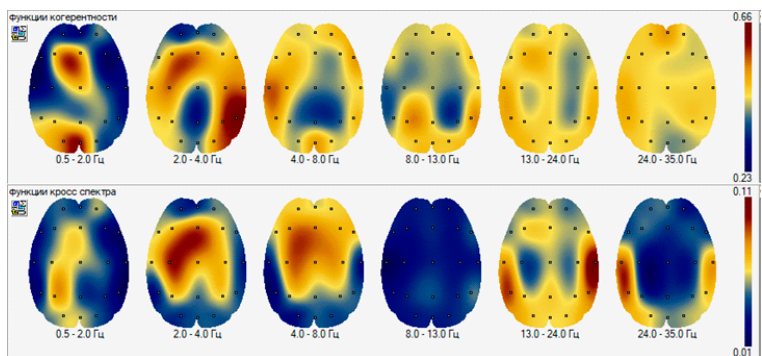 функции когерентности
0.66
0.5 - 2.0 Гц 2.0 - 4.0 Гц 4.0 - 8.0 Гц 8.0 - 13.0 Гц 13.0 - 24.0 Гц 24.0 - 35.0 Гц
0.23
функции кросс спектра
0.11
0.5 - 2.0 Гц 2.0 - 4.0 Гц 4.0 - 8.0 Гц 8.0 - 13.0 Гц 13.0 - 24.0 Гц 24.0 - 35.0 Гц
0.01